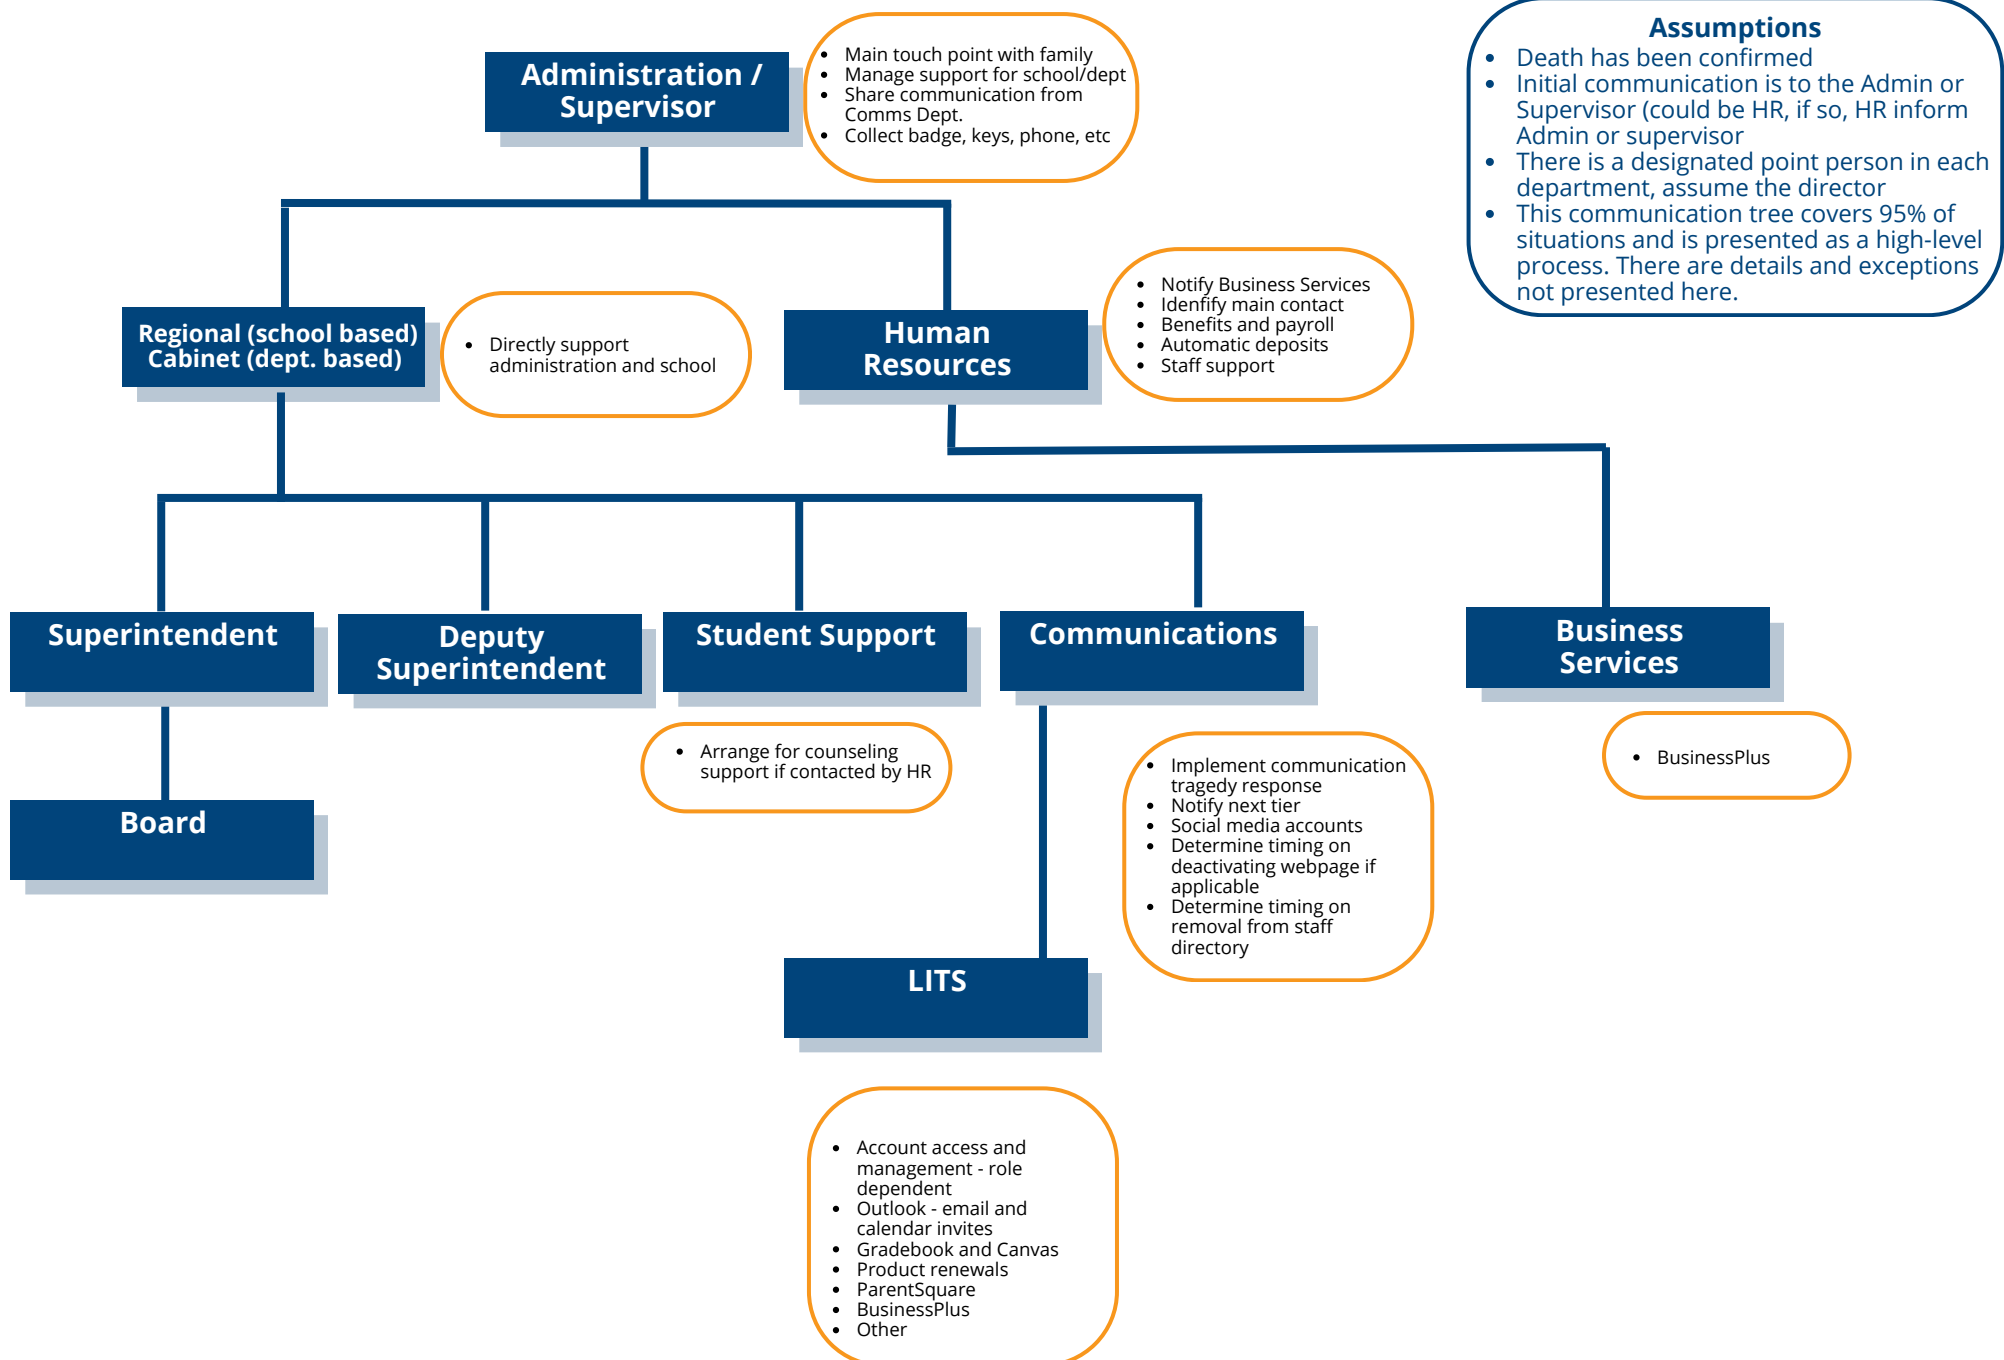 Administration /
Supervisor
• Main touch point with family
• Manage support for school/dept
• Share communication from
Comms Dept.
• Collect badge, keys, phone, etc
Assumptions
• Death has been confirmed
• Initial communication is to the Admin or
Supervisor (could be HR, if so, HR inform
Admin or supervisor
• There is a designated point person in each
department, assume the director
• This communication tree covers 95% of
situations and is presented as a high-level
process. There are details and exceptions
not presented here.
Regional (school based)
Cabinet (dept. based)
• Directly support
administration and school
Human
Resources
• Notify Business Services
• Idenfify main contact
• Benefits and payroll
• Automatic deposits
• Staff support
Superintendent
Deputy
Superintendent
Student Support
Communications
Business
Services
• Arrange for counseling
support if contacted by HR
• Implement communication
tragedy response
• Notify next tier
• Social media accounts
• Determine timing on
deactivating webpage if
applicable
• Determine timing on
removal from staff
directory
• BusinessPlus
Board
LITS
• Account access and
management - role
dependent
• Outlook - email and
calendar invites
• Gradebook and Canvas
• Product renewals
• ParentSquare
• BusinessPlus
• Other